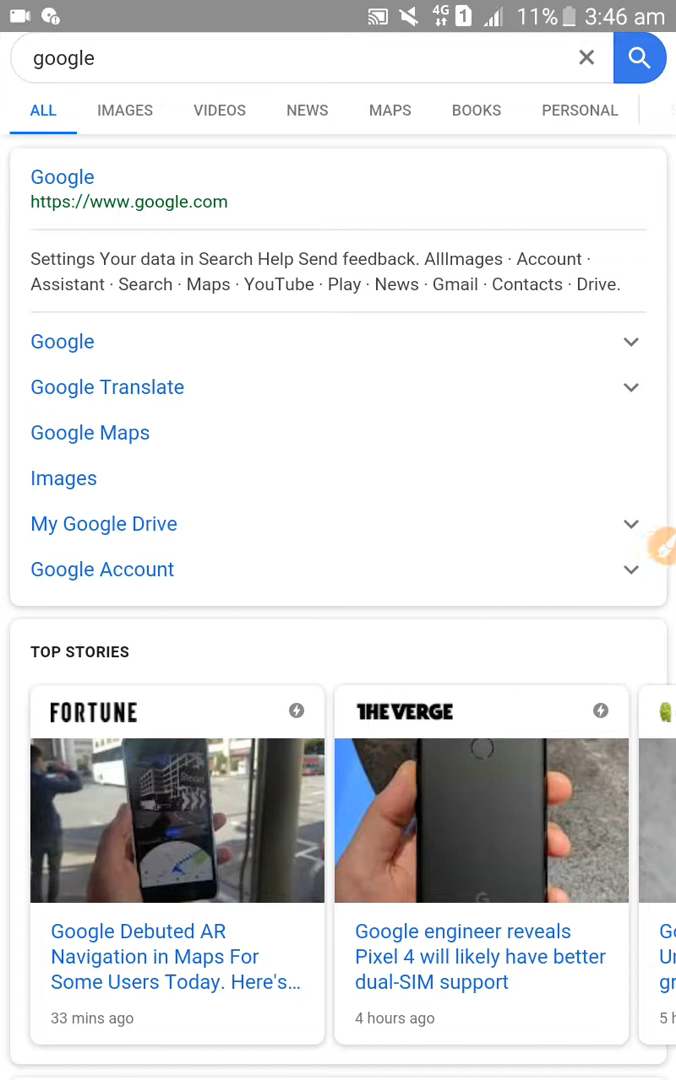 4G 1 11% 3:46 am
google
ALL IMAGES VIDEOS NEWS MAPS BOOKS PERSONAL
Google
https://www.google.com
Settings Your data in Search Help Send feedback. AllImages · Account ·
Assistant · Search · Maps · YouTube · Play · News · Gmail · Contacts · Drive.
Google
Google Translate
Google Maps
Images
My Google Drive
Google Account
TOP STORIES
FORTUNE
Google Debuted AR
Navigation in Maps For
Some Users Today. Here's...
33 mins ago
THE VERGE
Google engineer reveals
Pixel 4 will likely have better
dual-SIM support
4 hours ago